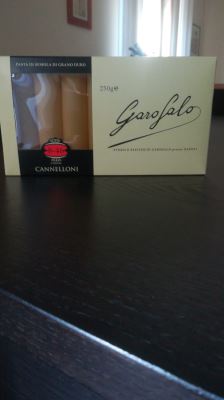 PASTA DI SEMOLA DI GRANO DURO
250g℮
Garofalo
CANNELLONI